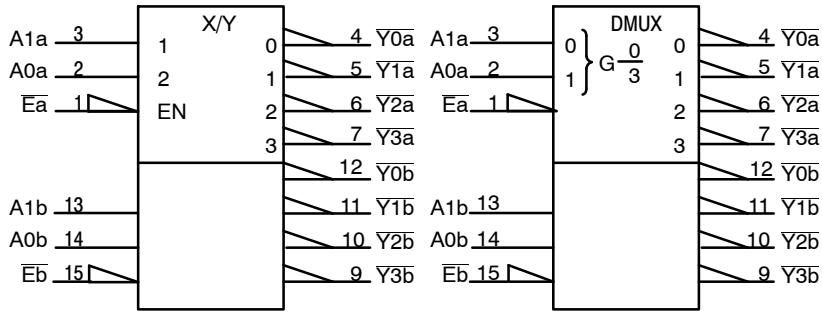 X/Y
A1a 3 1 0 4 Y0a
A0a 2 2 1 5 Y1a
Ea 1 EN 2 6 Y2a
3 7 Y3a
12 Y0b
A1b 13 11 Y1b
A0b 14 10 Y2b
Eb 15 9 Y3b
DMUX
A1a 3 0 } G 0/3 0 4 Y0a
A0a 2 1 1 5 Y1a
Ea 1 2 6 Y2a
3 7 Y3a
12 Y0b
A1b 13 11 Y1b
A0b 14 10 Y2b
Eb 15 9 Y3b